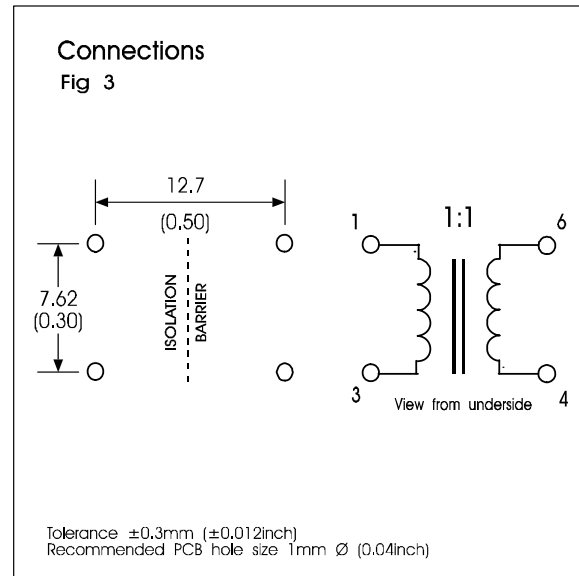 Connections
Fig 3
12.7
(0.50)
7.62
(0.30)
ISOLATION
BARRIER
1
1:1
6
3
4
View from underside
Tolerance ±0.3mm (±0.012inch)
Recommended PCB hole size 1mm Ø (0.04inch)